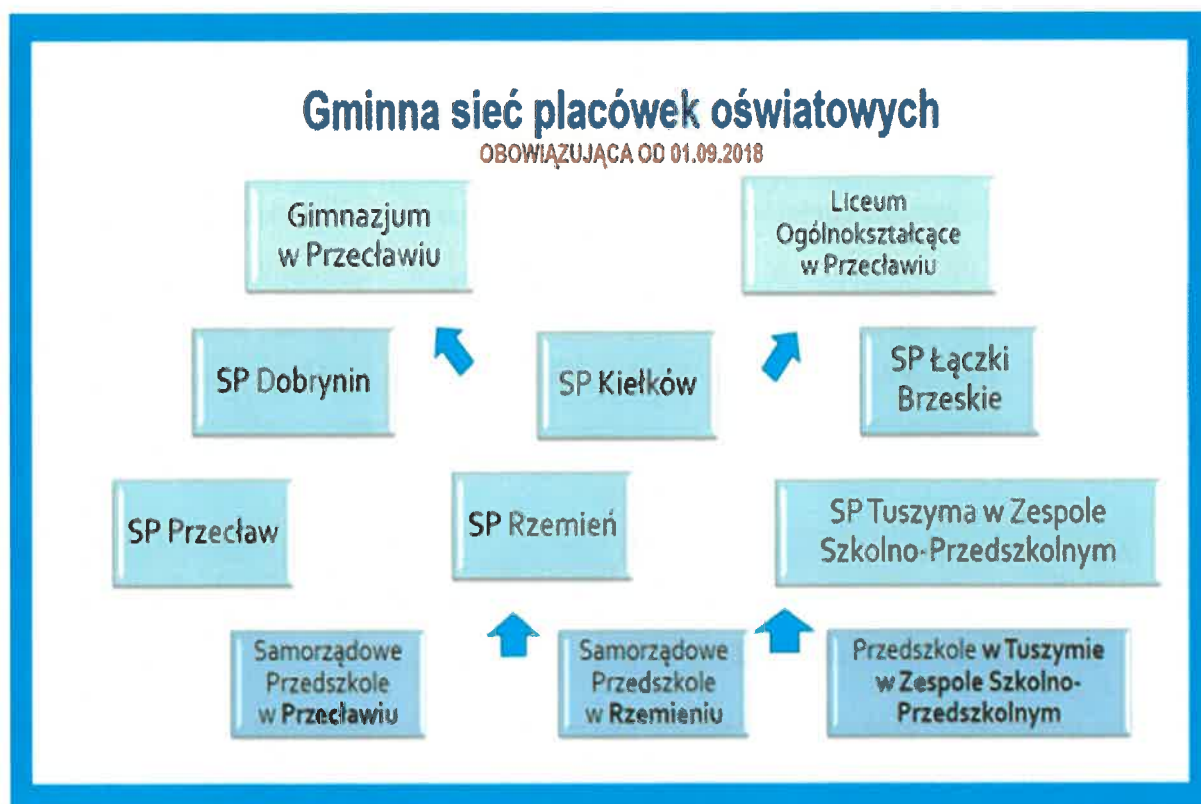 Gminna sieć placówek oświatowych
OBOWIĄZUJĄCA OD 01.09.2018
Gimnazjum
w Przecławiu
Liceum
Ogólnokształcące
w Przecławiu
SP Dobrynin
SP Kiełków
SP Łączki
Brzeskie
SP Przecław
SP Rzemień
SP Tuszyma w Zespole
Szkolno-Przedszkolnym
Samorządowe
Przedszkole
w Przecławiu
Samorządowe
Przedszkole
w Rzemieniu
Przedszkole w Tuszymie
w Zespole Szkolno-
Przedszkolnym